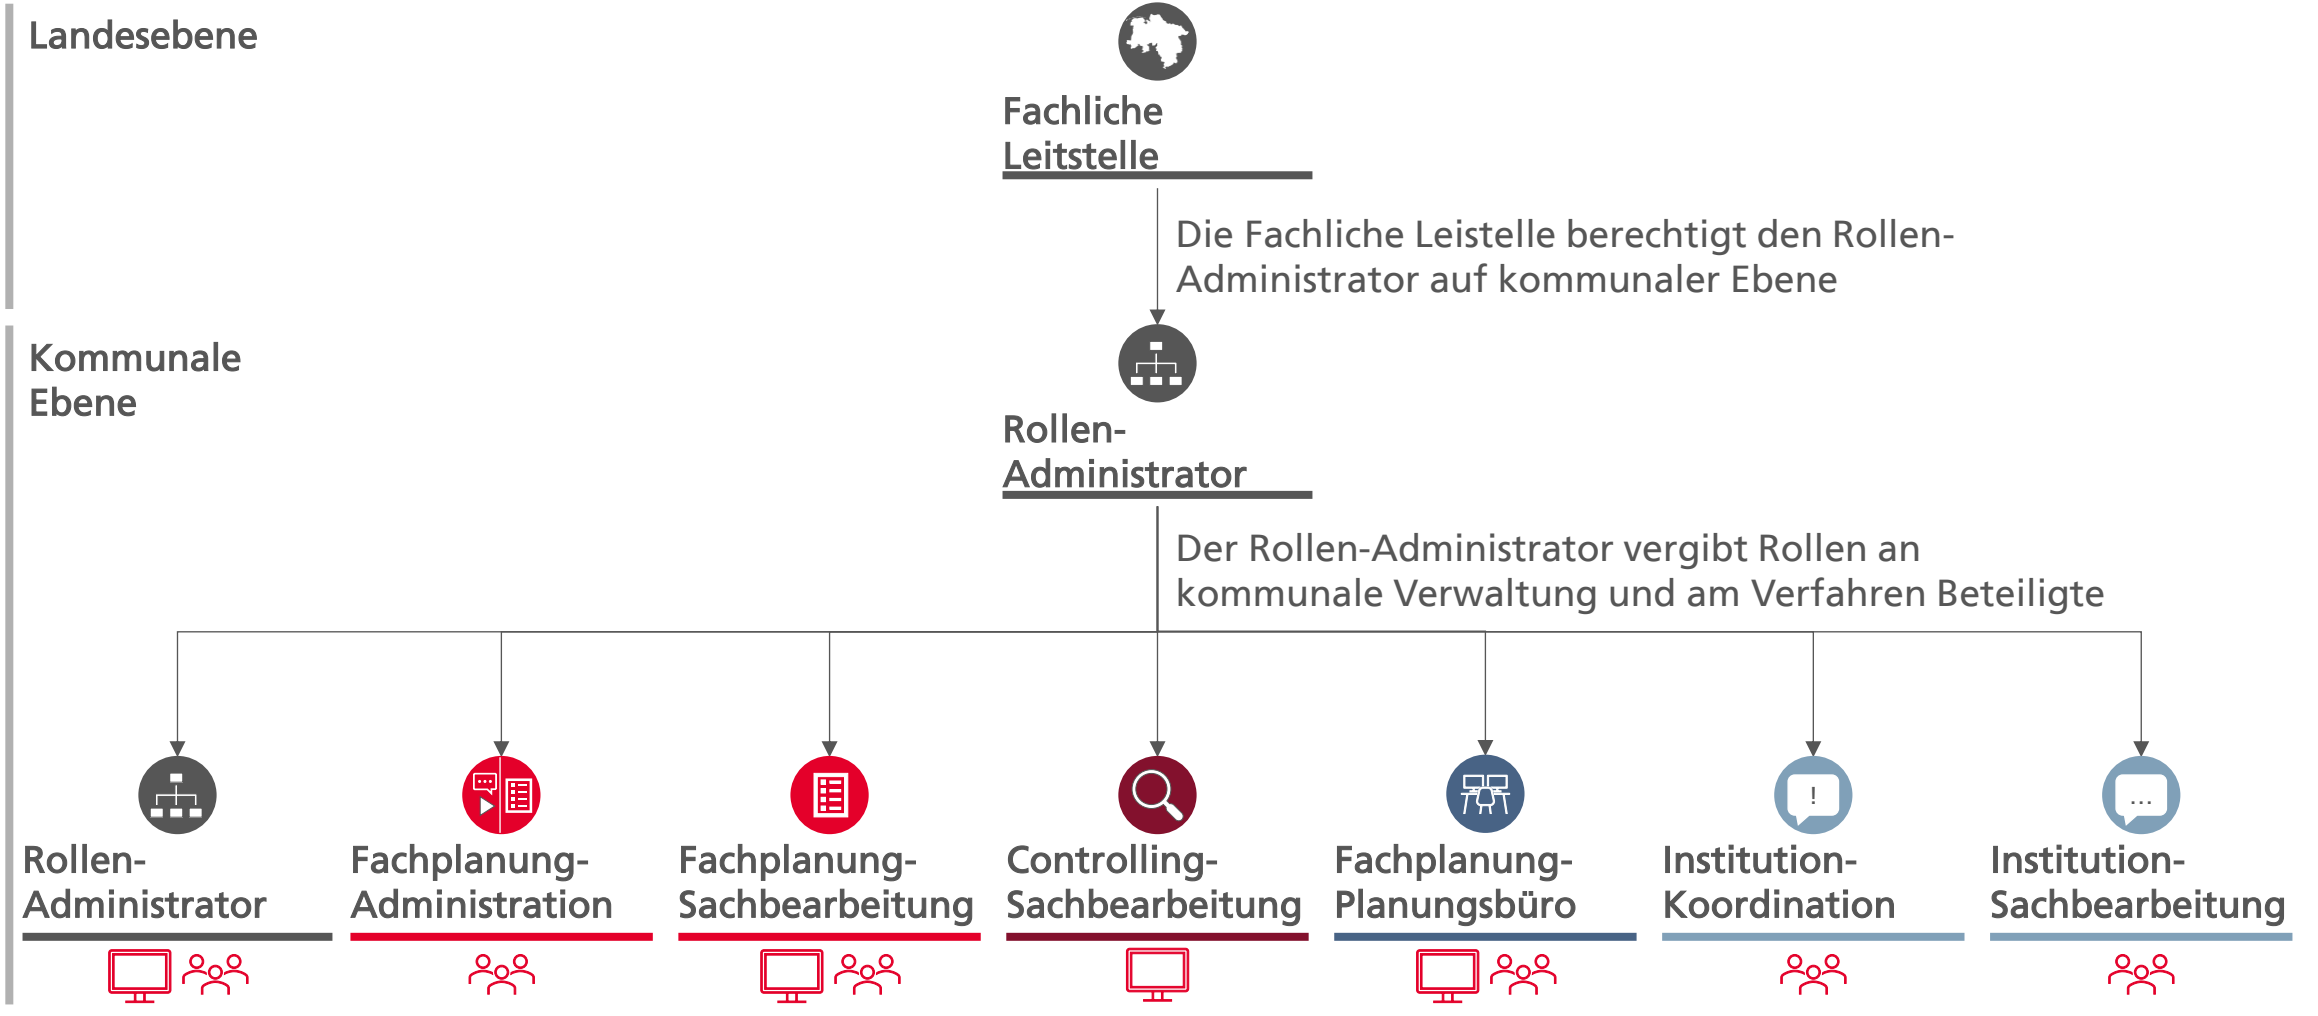 Landesebene
Fachliche
Leitstelle
Die Fachliche Leistelle berechtigt den Rollen-
Administrator auf kommunaler Ebene
Kommunale
Ebene
Rollen-
Administrator
Der Rollen-Administrator vergibt Rollen an
kommunale Verwaltung und am Verfahren Beteiligte
!
...
Rollen-
Administrator
Fachplanung-
Administration
Fachplanung-
Sachbearbeitung
Controlling-
Sachbearbeitung
Fachplanung-
Planungsbüro
Institution-
Koordination
Institution-
Sachbearbeitung